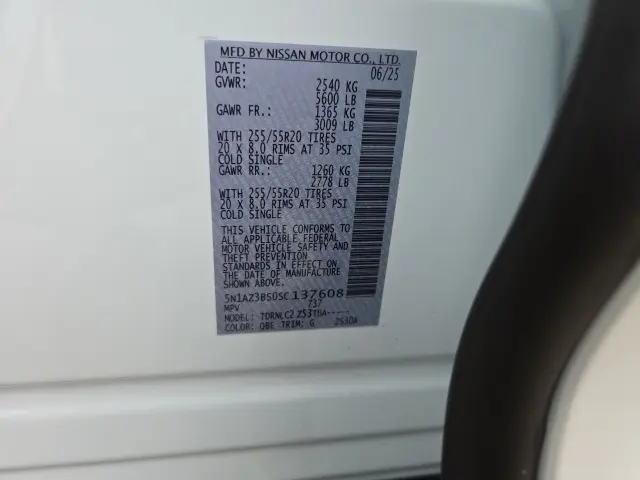 MFD BY NISSAN MOTOR CO., LTD.
DATE: 06/25
GVWR: 2540 KG
5600 LB
GAWR FR.: 1365 KG
3009 LB
WITH 255/55R20 TIRES
20 X 8.0 RIMS AT 35 PSI
COLD SINGLE
GAWR RR.: 1260 KG
2778 LB
WITH 255/55R20 TIRES
20 X 8.0 RIMS AT 35 PSI
COLD SINGLE
THIS VEHICLE CONFORMS TO
ALL APPLICABLE FEDERAL
MOTOR VEHICLE SAFETY AND
THEFT PREVENTION
STANDARDS IN EFFECT ON
THE DATE OF MANUFACTURE
SHOWN ABOVE.
5N1AZ3BS0SC137608
MPV Z37
MODEL:
COLOR: QBE TRIM: G